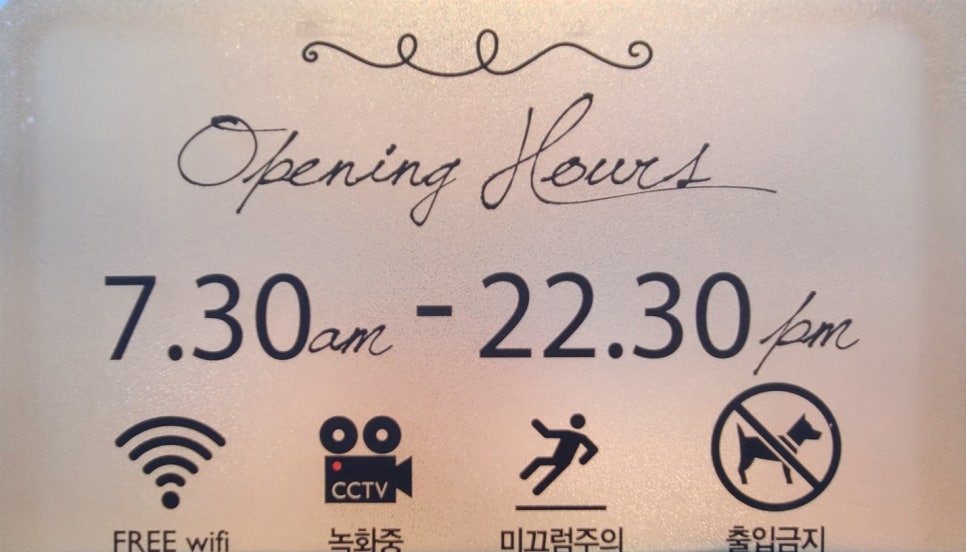 Opening Hours
7.30am - 22.30pm
CCTV
FREE wifi 녹화중 미끄럼주의 출입금지